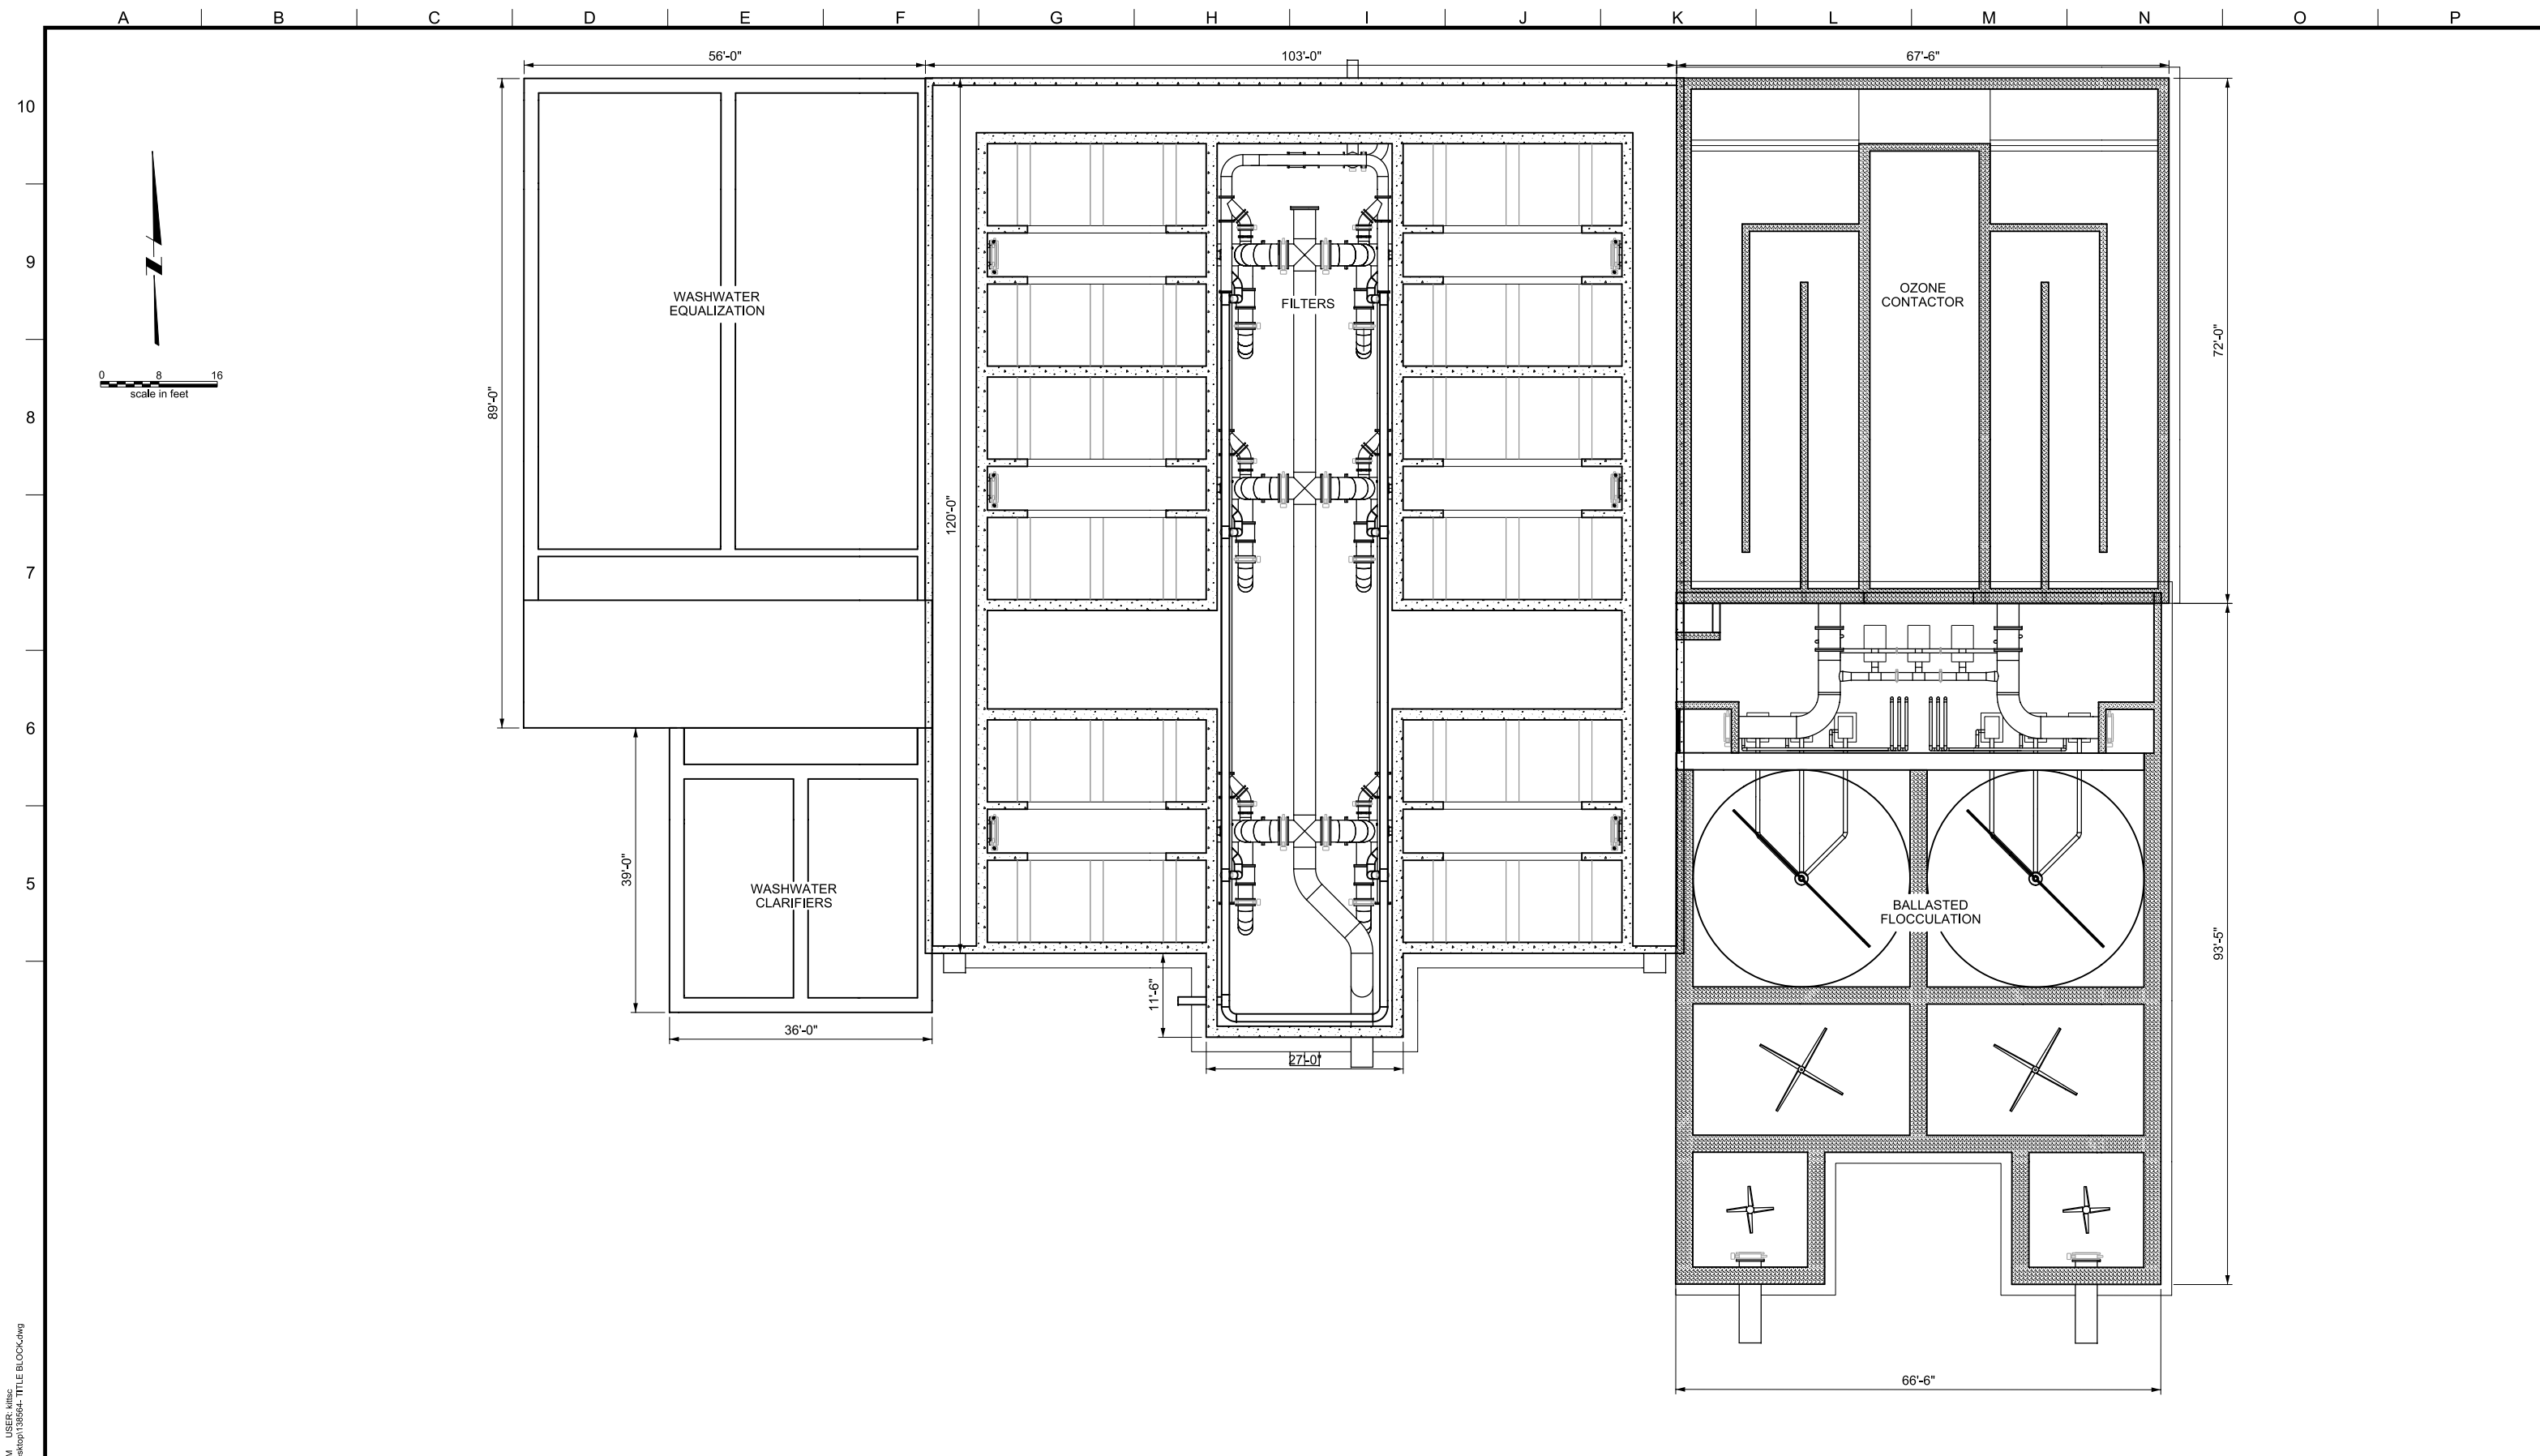 A B C D E F G H I J K L M N O P
56'-0" 103'-0" 67'-6"
10
9
8
7
6
5
0 8 16
scale in feet
89'-0"
WASHWATER
EQUALIZATION
120'-0"
FILTERS
OZONE
CONTACTOR
72'-0"
39'-0"
WASHWATER
CLARIFIERS
36'-0"
11'-6"
27'-0"
BALLASTED
FLOCCULATION
93'-5"
66'-6"
M USER: kittsc
sktop\138564- TITLE BLOCK.dwg